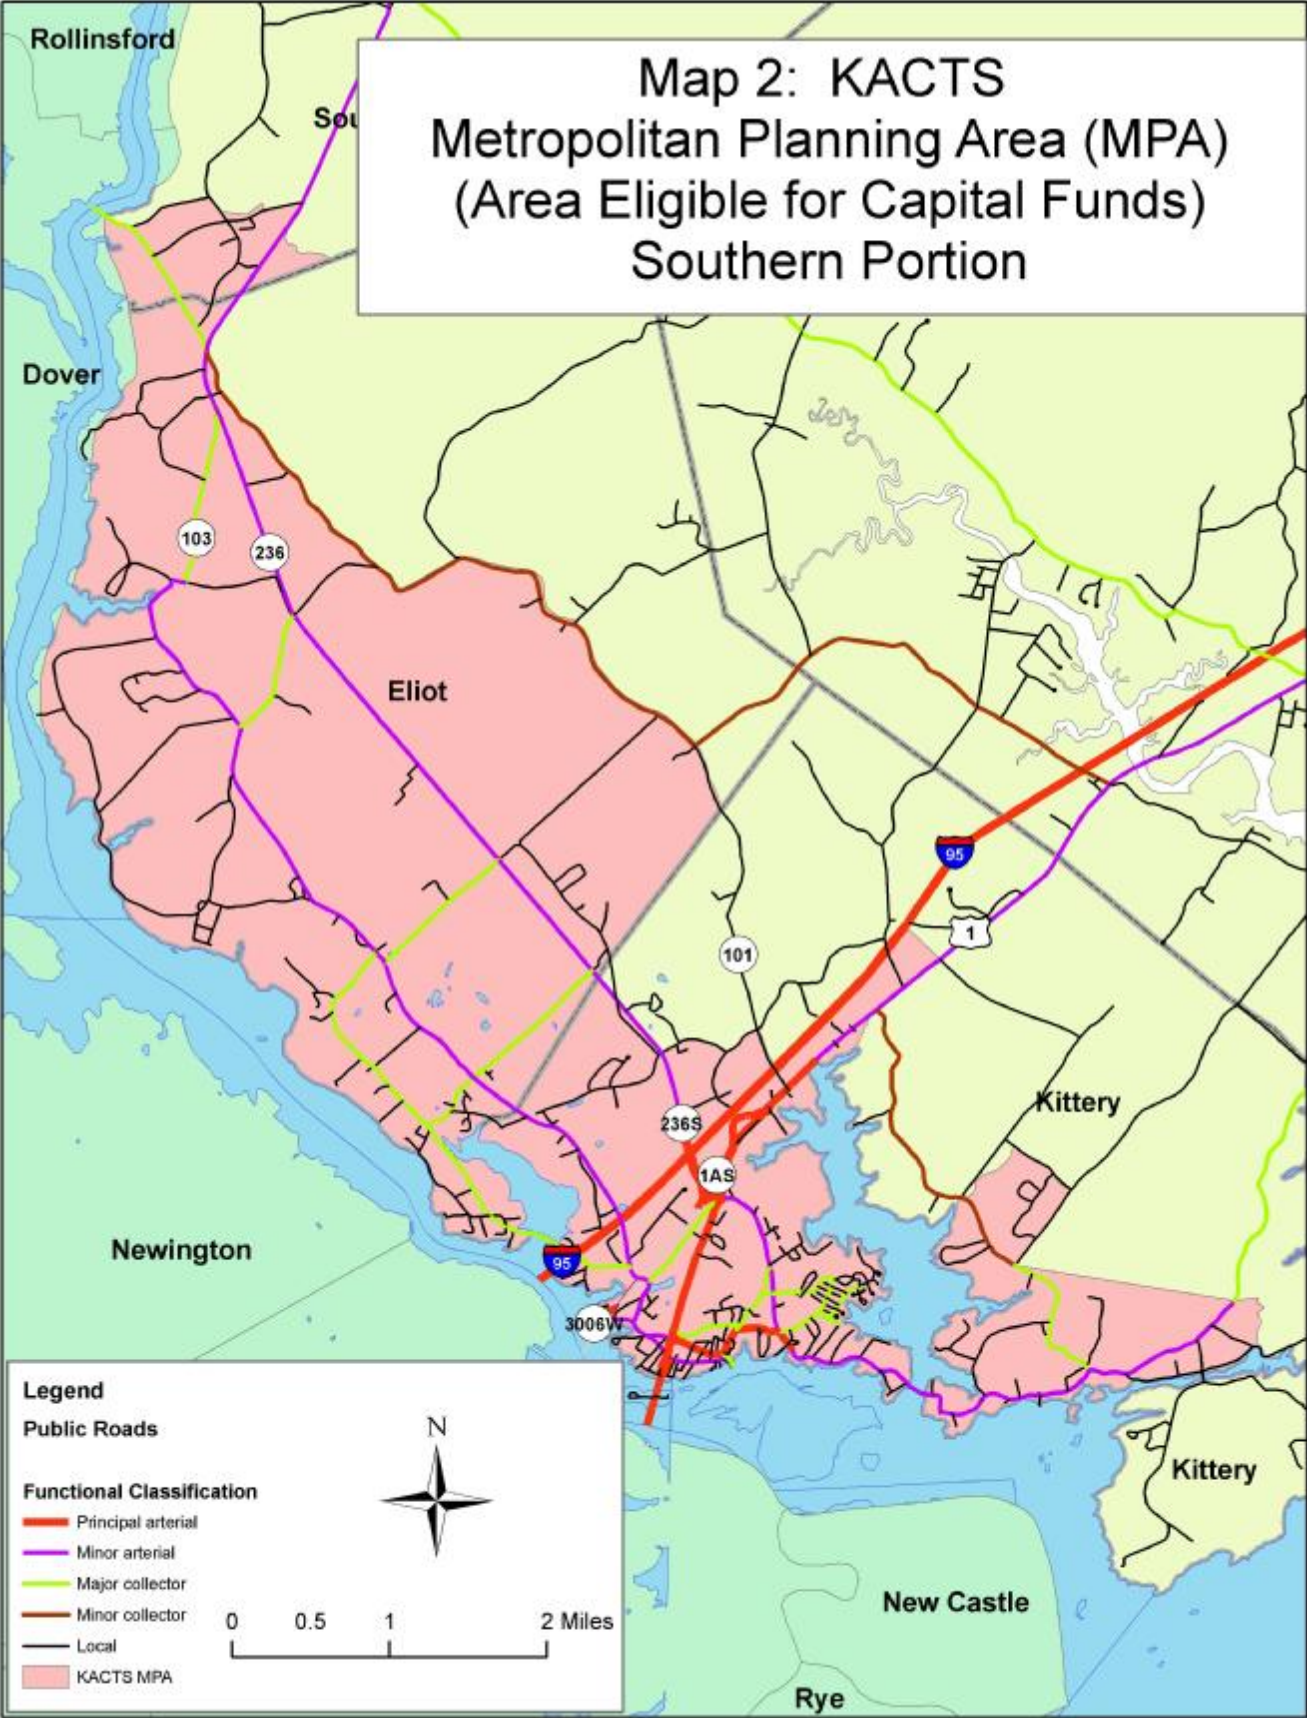 Rollinsford
Sou
Map 2: KACTS
Metropolitan Planning Area (MPA)
(Area Eligible for Capital Funds)
Southern Portion
Dover
103
236
Eliot
95
1
101
Kittery
236S
1AS
Newington
95
3006W
Kittery
New Castle
Rye
Legend
Public Roads
Functional Classification
Principal arterial
Minor arterial
Major collector
Minor collector
Local
KACTS MPA
N
0 0.5 1 2 Miles